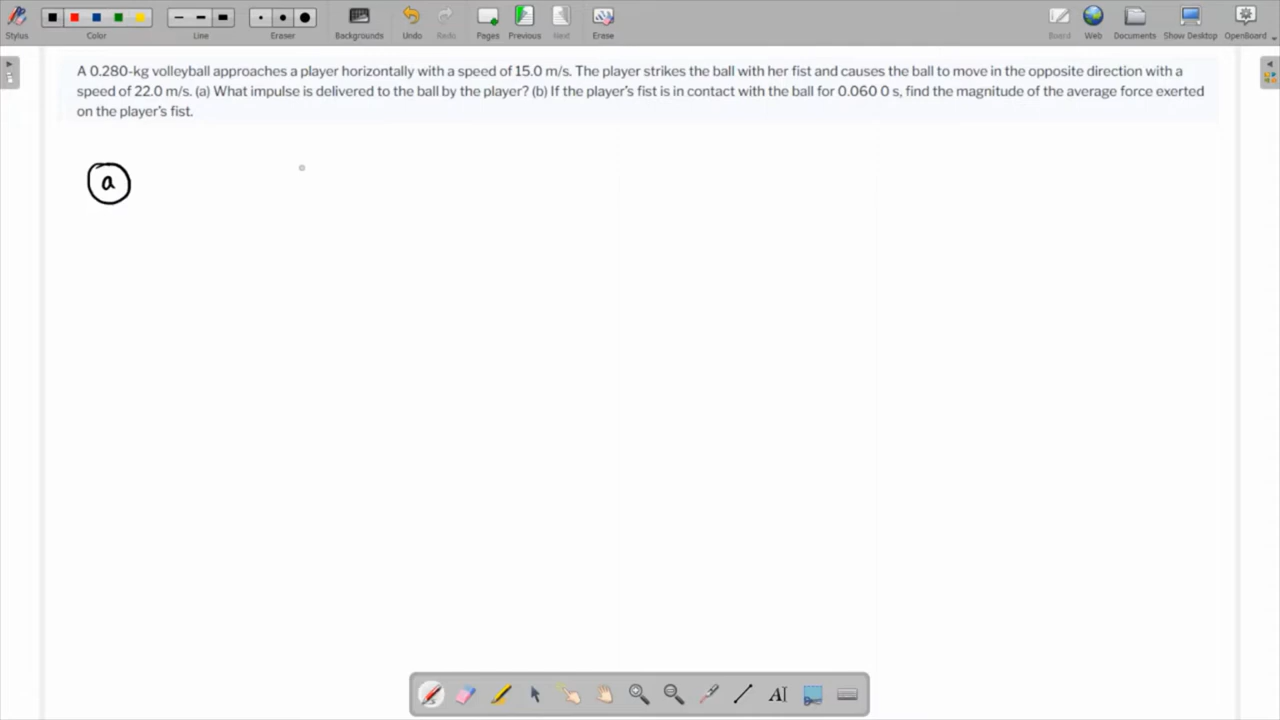 Stylus Color Line Eraser Backgrounds Undo Redo Pages Previous Next Erase Board Web Documents Show Desktop OpenBoard
A 0.280-kg volleyball approaches a player horizontally with a speed of 15.0 m/s. The player strikes the ball with her fist and causes the ball to move in the opposite direction with a
speed of 22.0 m/s. (a) What impulse is delivered to the ball by the player? (b) If the player's fist is in contact with the ball for 0.060 0 s, find the magnitude of the average force exerted
on the player's fist.
a
AI